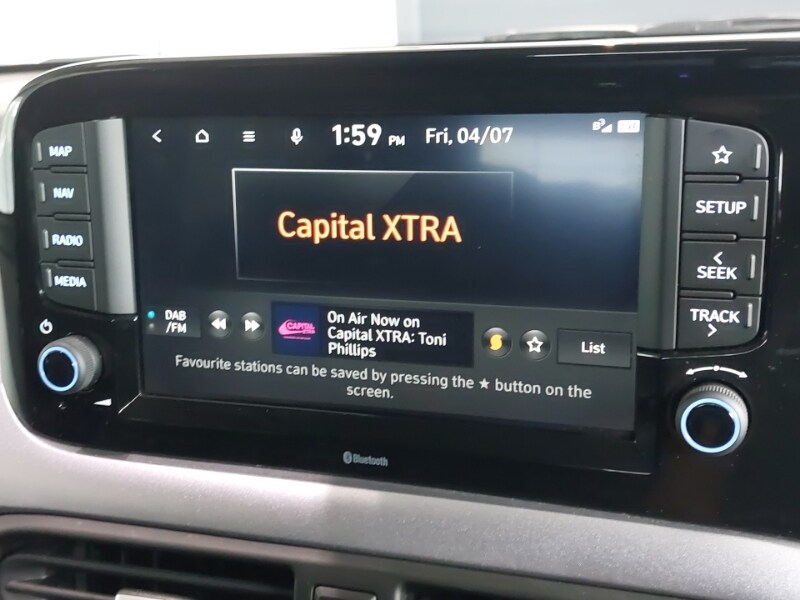 1:59 PM Fri, 04/07
MAP
NAV
RADIO
MEDIA
Capital XTRA
DAB
/FM
CAPITAL
XTRA
On Air Now on
Capital XTRA: Toni
Phillips
List
Favourite stations can be saved by pressing the ★ button on the
screen.
SETUP
< SEEK
TRACK >
Bluetooth